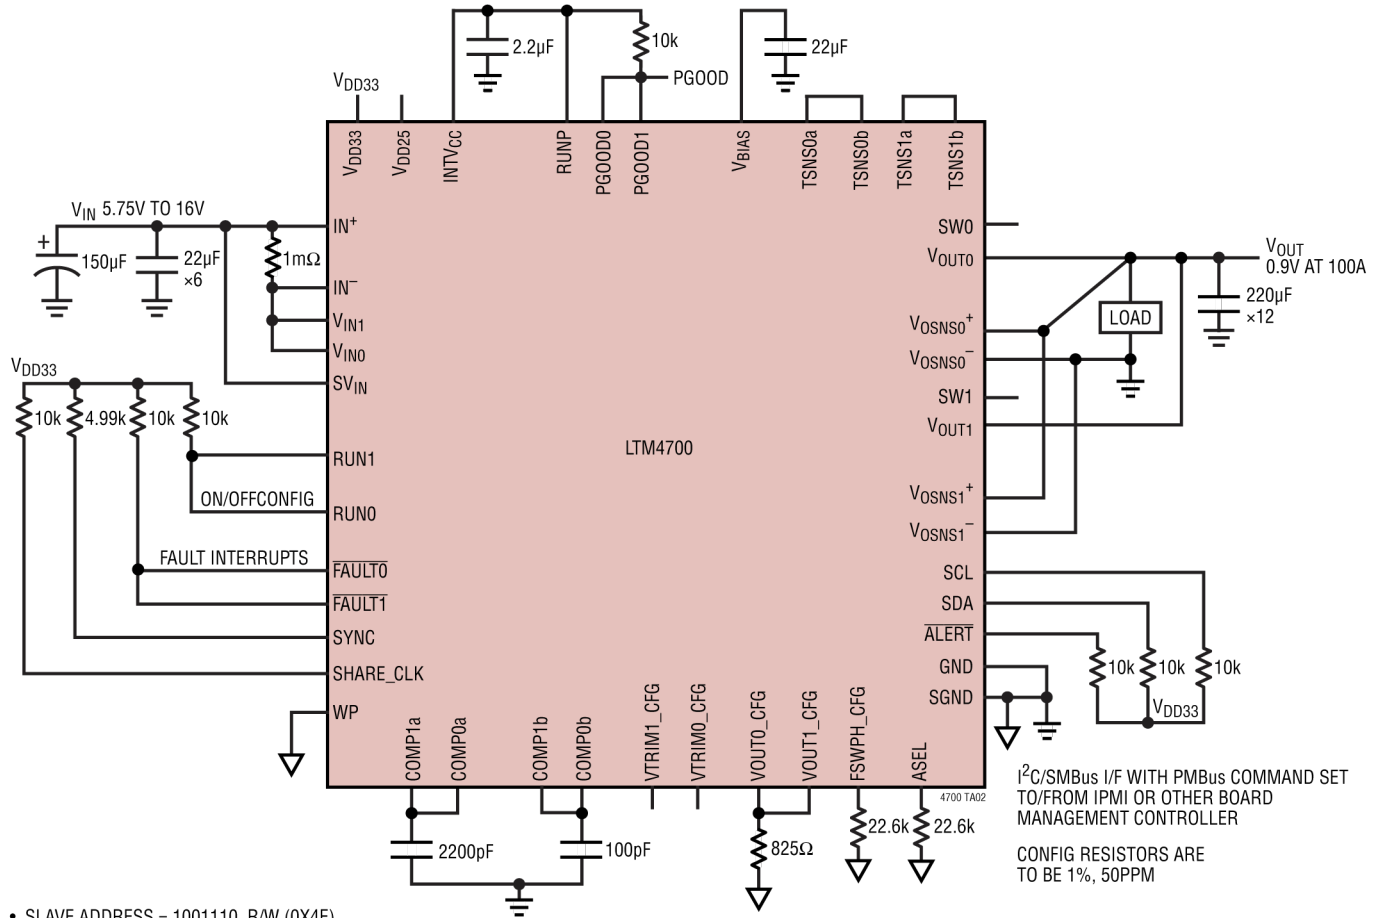 VDD33
2.2µF
10k
PGOOD
22µF
VDD33
VDD25
INTVCC
RUNP
PGOOD0
PGOOD1
VBIAS
TSNS0a
TSNS0b
TSNS1a
TSNS1b
VIN 5.75V TO 16V
+
150µF
22µF
×6
1mΩ
IN+
IN–
VIN1
VIN0
SVIN
VDD33
10k
4.99k
10k
10k
RUN1
ON/OFFCONFIG
RUN0
FAULT INTERRUPTS
FAULT0
FAULT1
SYNC
SHARE_CLK
WP
LTM4700
SW0
VOUT0
VOSNS0+
VOSNS0–
SW1
VOUT1
VOSNS1+
VOSNS1–
SCL
SDA
ALERT
GND
SGND
VOUT
0.9V AT 100A
LOAD
220µF
×12
10k
10k
10k
VDD33
COMP1a
COMP0a
COMP1b
COMP0b
VTRIM1_CFG
VTRIM0_CFG
VOUT0_CFG
VOUT1_CFG
FSWPH_CFG
ASEL
4700 TA02
2200pF
100pF
825Ω
22.6k
22.6k
I2C/SMBus I/F WITH PMBus COMMAND SET
TO/FROM IPMI OR OTHER BOARD
MANAGEMENT CONTROLLER
CONFIG RESISTORS ARE
TO BE 1%, 50PPM
• SLAVE ADDRESS = 1001110_R/W (0X4E)